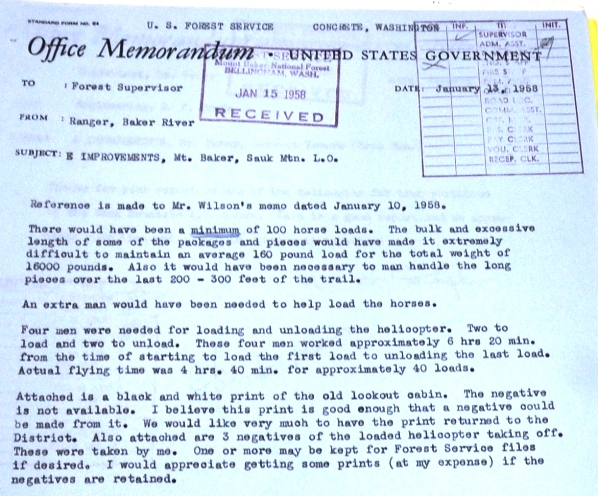 STANDARD FORM NO. 64
U. S. FOREST SERVICE CONCRETE, WASHINGTON
Office Memorandum • UNITED STATES GOVERNMENT
TO : Forest Supervisor
DATE: January 13, 1958
FROM : Ranger, Baker River
SUBJECT: E IMPROVEMENTS, Mt. Baker, Sauk Mtn. L.O.
Mount Baker National Forest
BELLINGHAM, WASH.
JAN 15 1958
RECEIVED
INF. INIT.
SUPERVISOR
ADM. ASST.
CLERK
CLERK
VOU. CLERK
RECEP. CLK.
Reference is made to Mr. Wilson's memo dated January 10, 1958.
There would have been a minimum of 100 horse loads. The bulk and excessive
length of some of the packages and pieces would have made it extremely
difficult to maintain an average 160 pound load for the total weight of
16000 pounds. Also it would have been necessary to man handle the long
pieces over the last 200 - 300 feet of the trail.
An extra man would have been needed to help load the horses.
Four men were needed for loading and unloading the helicopter. Two to
load and two to unload. These four men worked approximately 6 hrs 20 min.
from the time of starting to load the first load to unloading the last load.
Actual flying time was 4 hrs. 40 min. for approximately 40 loads.
Attached is a black and white print of the old lookout cabin. The negative
is not available. I believe this print is good enough that a negative could
be made from it. We would like very much to have the print returned to the
District. Also attached are 3 negatives of the loaded helicopter taking off.
These were taken by me. One or more may be kept for Forest Service files
if desired. I would appreciate getting some prints (at my expense) if the
negatives are retained.